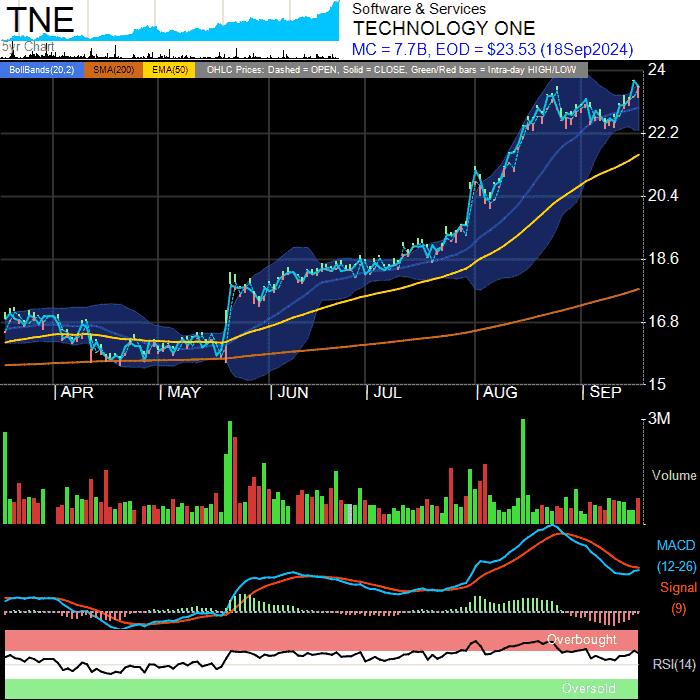 TNE
5yr Chart
Software & Services
TECHNOLOGY ONE
MC = 7.7B, EOD = $23.53 (18Sep2024)
BollBands(20,2) SMA(200) EMA(50) OHLC Prices: Dashed = OPEN, Solid = CLOSE, Green/Red bars = Intra-day HIGH/LOW
24
22.2
20.4
18.6
16.8
15
|APR |MAY |JUN |JUL |AUG |SEP
3M
Volume
MACD
(12-26)
Signal
(9)
Overbought
RSI(14)
Oversold